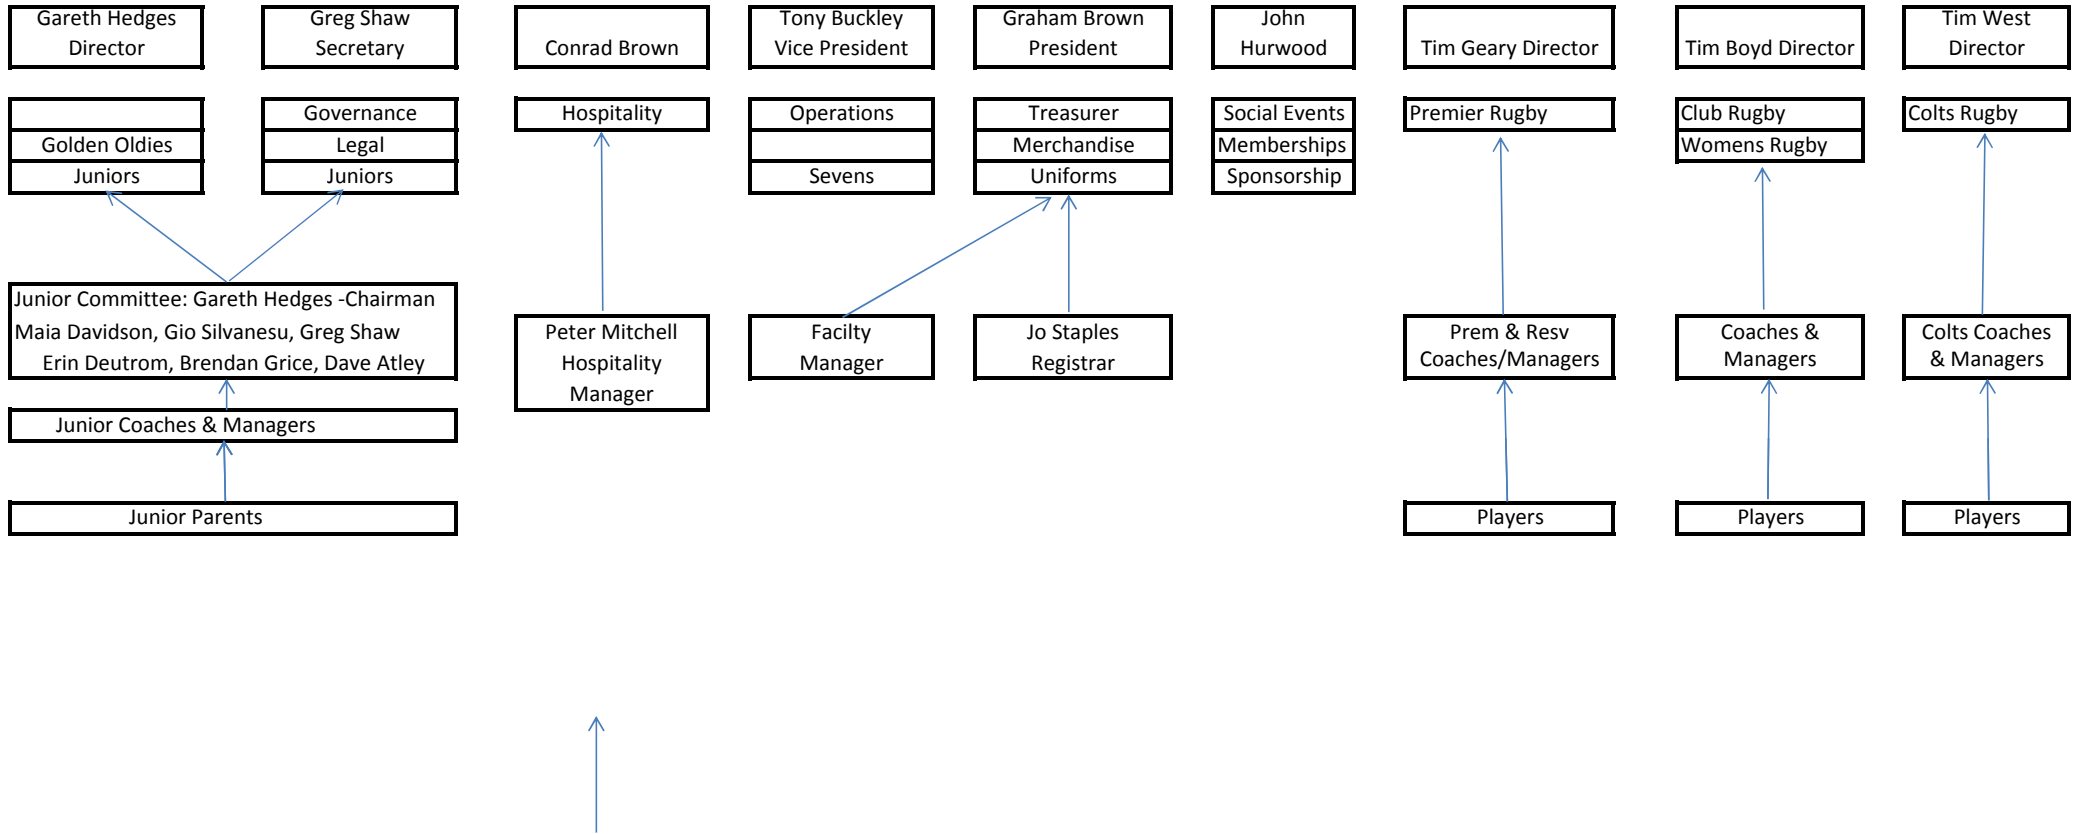 Gareth Hedges
Director
Greg Shaw
Secretary
Conrad Brown
Tony Buckley
Vice President
Graham Brown
President
John
Hurwood
Tim Geary Director
Tim Boyd Director
Tim West
Director
Golden Oldies
Juniors
Governance
Legal
Juniors
Hospitality
Operations
Sevens
Treasurer
Merchandise
Uniforms
Social Events
Memberships
Sponsorship
Premier Rugby
Club Rugby
Womens Rugby
Colts Rugby
Junior Committee: Gareth Hedges -Chairman
Maia Davidson, Gio Silvanesu, Greg Shaw
Erin Deutrom, Brendan Grice, Dave Atley
Peter Mitchell
Hospitality
Manager
Facilty
Manager
Jo Staples
Registrar
Prem & Resv
Coaches/Managers
Coaches &
Managers
Colts Coaches
& Managers
Junior Coaches & Managers
Junior Parents
Players
Players
Players